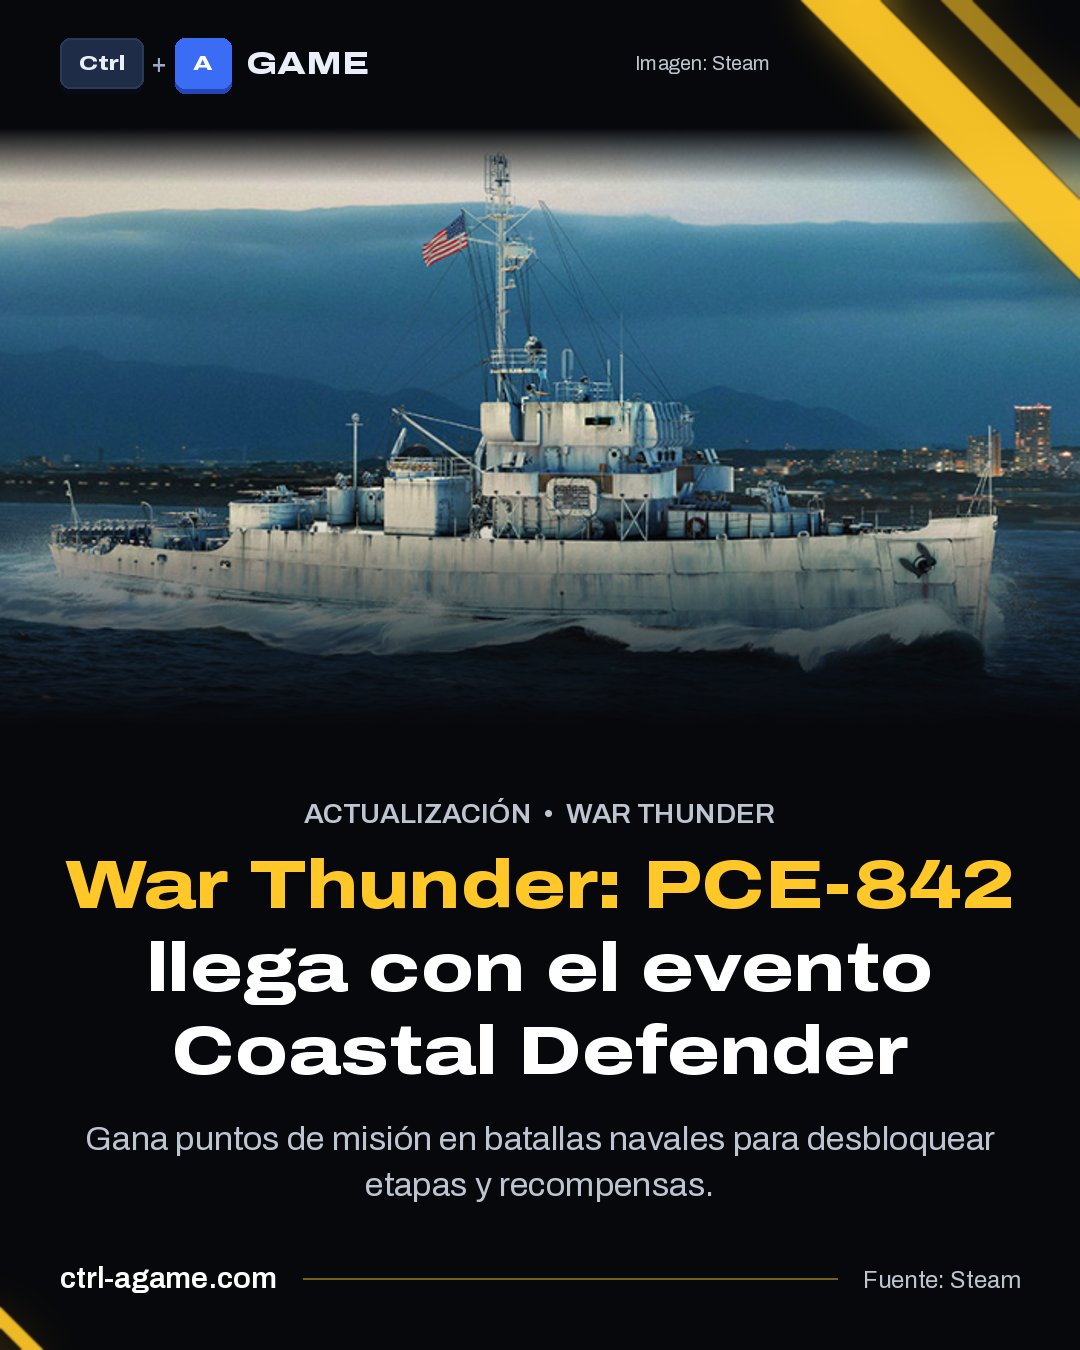 Ctrl + A GAME
Imagen: Steam
ACTUALIZACIÓN • WAR THUNDER
War Thunder: PCE-842
llega con el evento
Coastal Defender
Gana puntos de misión en batallas navales para desbloquear
etapas y recompensas.
ctrl-agame.com
Fuente: Steam